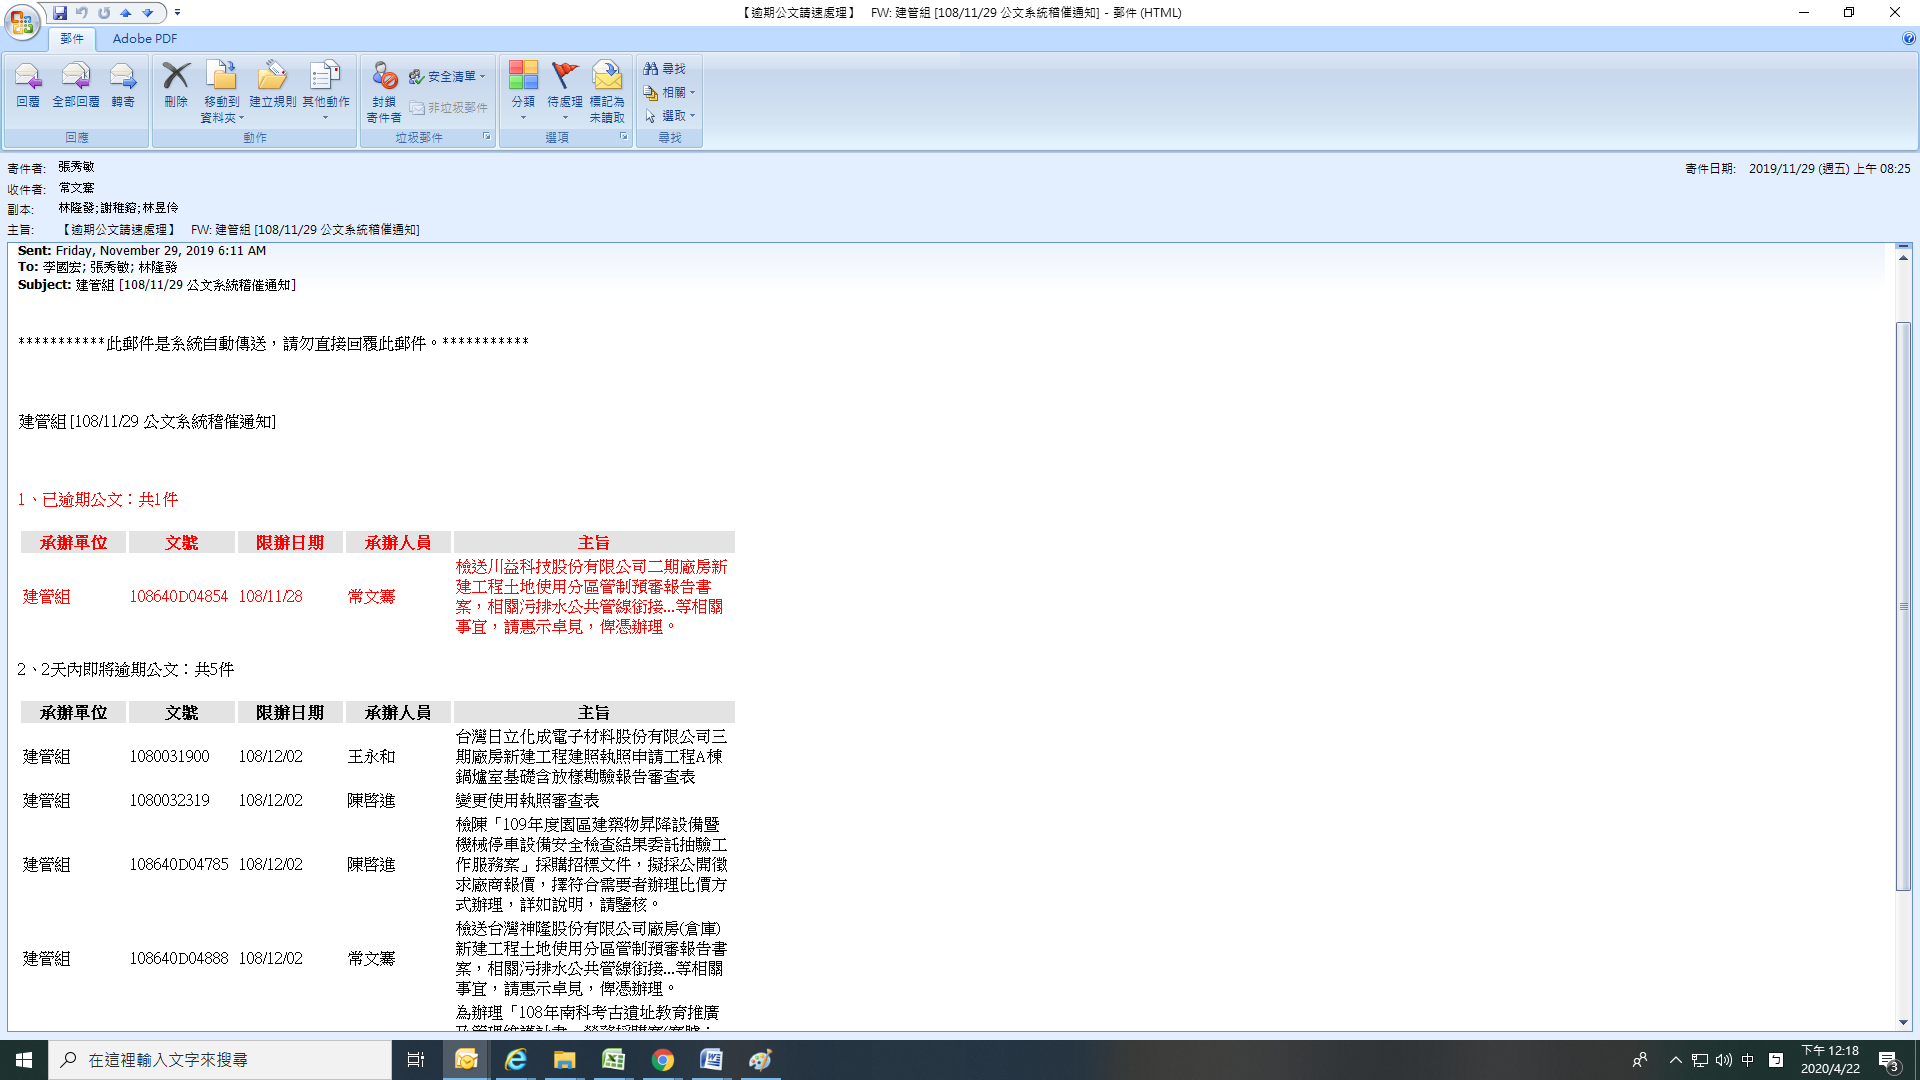 【逾期公文請速處理】 FW: 建管組 [108/11/29 公文系統稽催通知] - 郵件 (HTML)
郵件 Adobe PDF
回覆 全部回覆 轉寄
刪除 移動到資料夾 建立規則 其他動作
封鎖寄件者 安全清單 非垃圾郵件
分類 待處理 標記為未讀取
尋找 相關 選取
回應 動作 垃圾郵件 選項 尋找
寄件者: 張秀敏 寄件日期: 2019/11/29 (週五) 上午 08:25
收件者: 常文騫
副本: 林隆發;謝稚鎔;林昱伶
主旨: 【逾期公文請速處理】 FW: 建管組 [108/11/29 公文系統稽催通知]
Sent: Friday, November 29, 2019 6:11 AM
To: 李國宏; 張秀敏; 林隆發
Subject: 建管組 [108/11/29 公文系統稽催通知]
***********此郵件是系統自動傳送，請勿直接回覆此郵件。***********
建管組 [108/11/29 公文系統稽催通知]
1、已逾期公文：共1件
承辦單位 文號 限辦日期 承辦人員 主旨
建管組 108640D04854 108/11/28 常文騫
檢送川益科技股份有限公司二期廠房新
建工程土地使用分區管制預審報告書
案，相關污排水公共管線銜接...等相關
事宜，請惠示卓見，俾憑辦理。
2、2天內即將逾期公文：共5件
承辦單位 文號 限辦日期 承辦人員 主旨
建管組 1080031900 108/12/02 王永和
台灣日立化成電子材料股份有限公司三
期廠房新建工程建照執照申請工程A棟
鍋爐室基礎含放樣勘驗報告審查表
建管組 1080032319 108/12/02 陳啓進 變更使用執照審查表
建管組 108640D04785 108/12/02 陳啓進
檢陳「109年度園區建築物昇降設備暨
機械停車設備安全檢查結果委託抽驗工
作服務案」採購招標文件，擬採公開徵
求廠商報價，擇符合需要者辦理比價方
式辦理，詳如說明，請鑒核。
建管組 108640D04888 108/12/02 常文騫
檢送台灣神隆股份有限公司廠房(倉庫)
新建工程土地使用分區管制預審報告書
案，相關污排水公共管線銜接...等相關
事宜，請惠示卓見，俾憑辦理。
為辦理「108年南科考古遺址教育推廣
在這裡輸入文字來搜尋
中 下午 12:18
2020/4/22 3